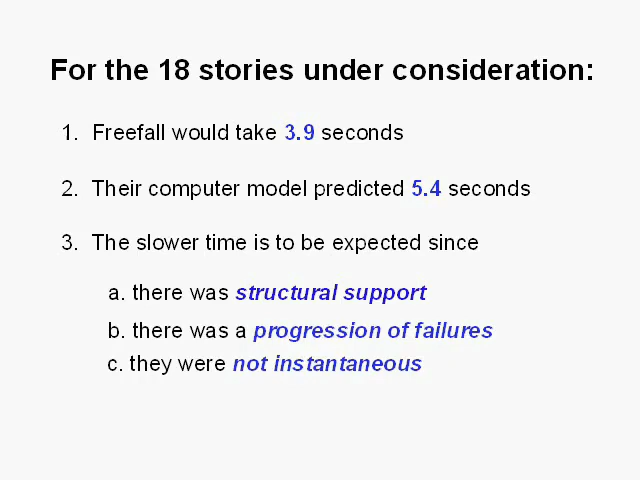 For the 18 stories under consideration:
1. Freefall would take 3.9 seconds
2. Their computer model predicted 5.4 seconds
3. The slower time is to be expected since
a. there was structural support
b. there was a progression of failures
c. they were not instantaneous